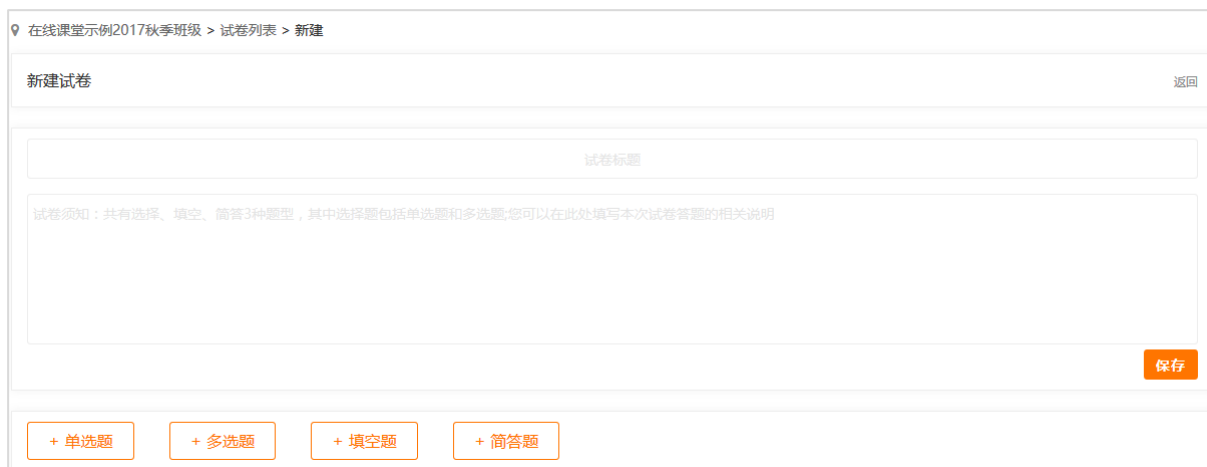 在线课堂示例2017秋季班级 > 试卷列表 > 新建
新建试卷
返回
试卷标题
试卷须知：共有选择、填空、简答3种题型，其中选择题包括单选题和多选题;您可以在此处填写本次试卷答题的相关说明
保存
+ 单选题
+ 多选题
+ 填空题
+ 简答题